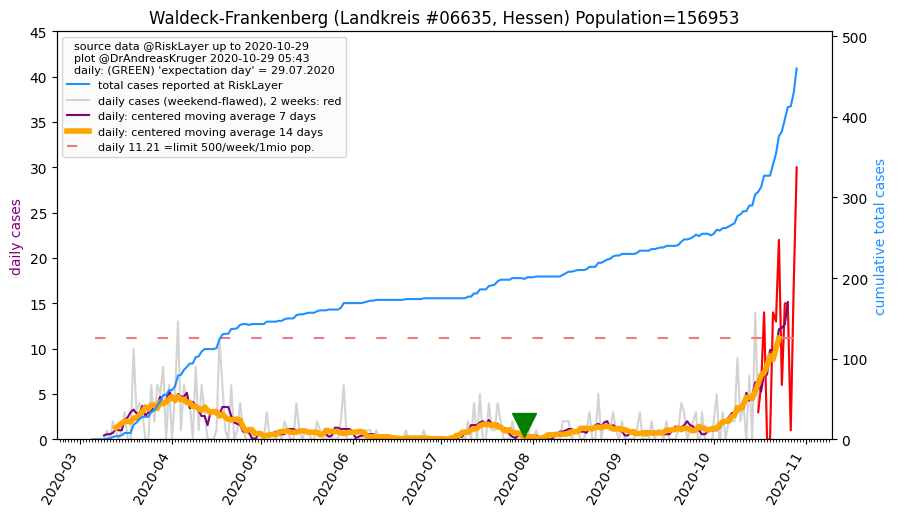 Waldeck-Frankenberg (Landkreis #06635, Hessen) Population=156953
source data @RiskLayer up to 2020-10-29
plot @DrAndreasKruger 2020-10-29 05:43
daily: (GREEN) 'expectation day' = 29.07.2020
total cases reported at RiskLayer
daily cases (weekend-flawed), 2 weeks: red
daily: centered moving average 7 days
daily: centered moving average 14 days
daily 11.21 =limit 500/week/1mio pop.
daily cases
45
40
35
30
25
20
15
10
5
0
500
400
300
200
100
0
cumulative total cases
2020-03
2020-04
2020-05
2020-06
2020-07
2020-08
2020-09
2020-10
2020-11